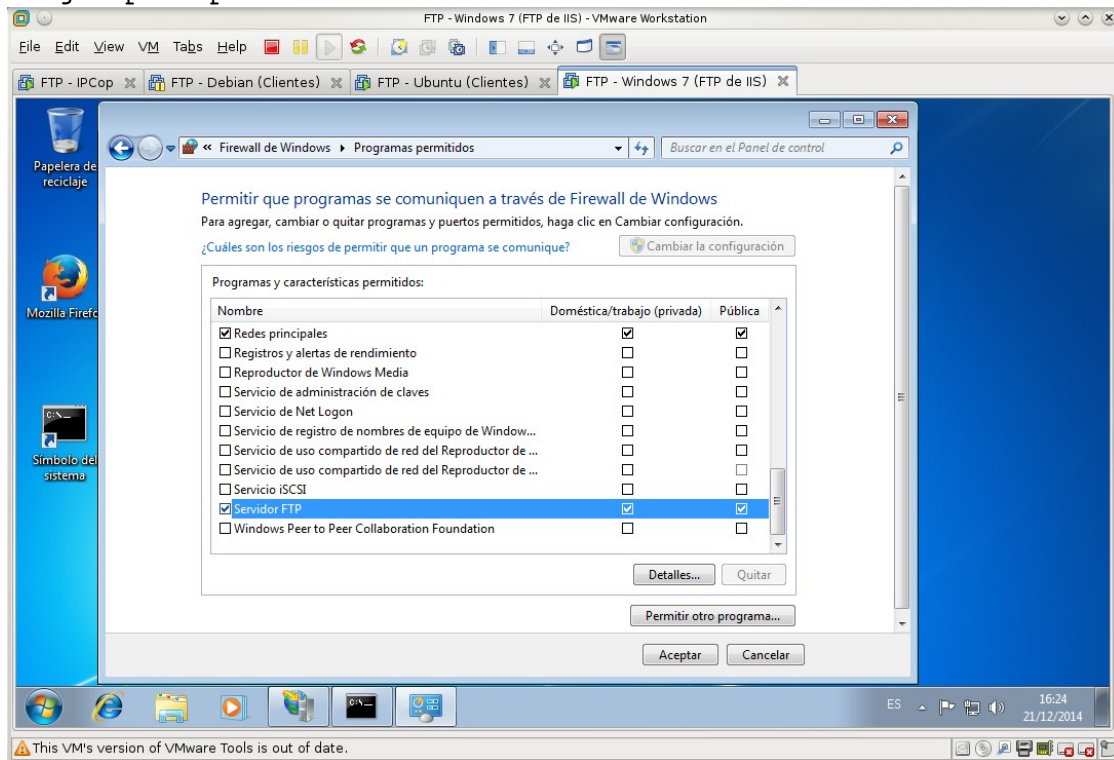 FTP - Windows 7 (FTP de IIS) - VMware Workstation
File Edit View VM Tabs Help
FTP - IPCop FTP - Debian (Clientes) FTP - Ubuntu (Clientes) FTP - Windows 7 (FTP de IIS)
Papelera de
reciclaje
Mozilla Firefo
C:\_
Símbolo del
sistema
« Firewall de Windows Programas permitidos
Buscar en el Panel de control
Permitir que programas se comuniquen a través de Firewall de Windows
Para agregar, cambiar o quitar programas y puertos permitidos, haga clic en Cambiar configuración.
¿Cuáles son los riesgos de permitir que un programa se comunique?
Cambiar la configuración
Programas y características permitidos:
Nombre Doméstica/trabajo (privada) Pública
Redes principales
Registros y alertas de rendimiento
Reproductor de Windows Media
Servicio de administración de claves
Servicio de Net Logon
Servicio de registro de nombres de equipo de Window...
Servicio de uso compartido de red del Reproductor de ...
Servicio de uso compartido de red del Reproductor de ...
Servicio iSCSI
Servidor FTP
Windows Peer to Peer Collaboration Foundation
Detalles... Quitar
Permitir otro programa...
Aceptar Cancelar
C:\_
ES
16:24
21/12/2014
This VM's version of VMware Tools is out of date.